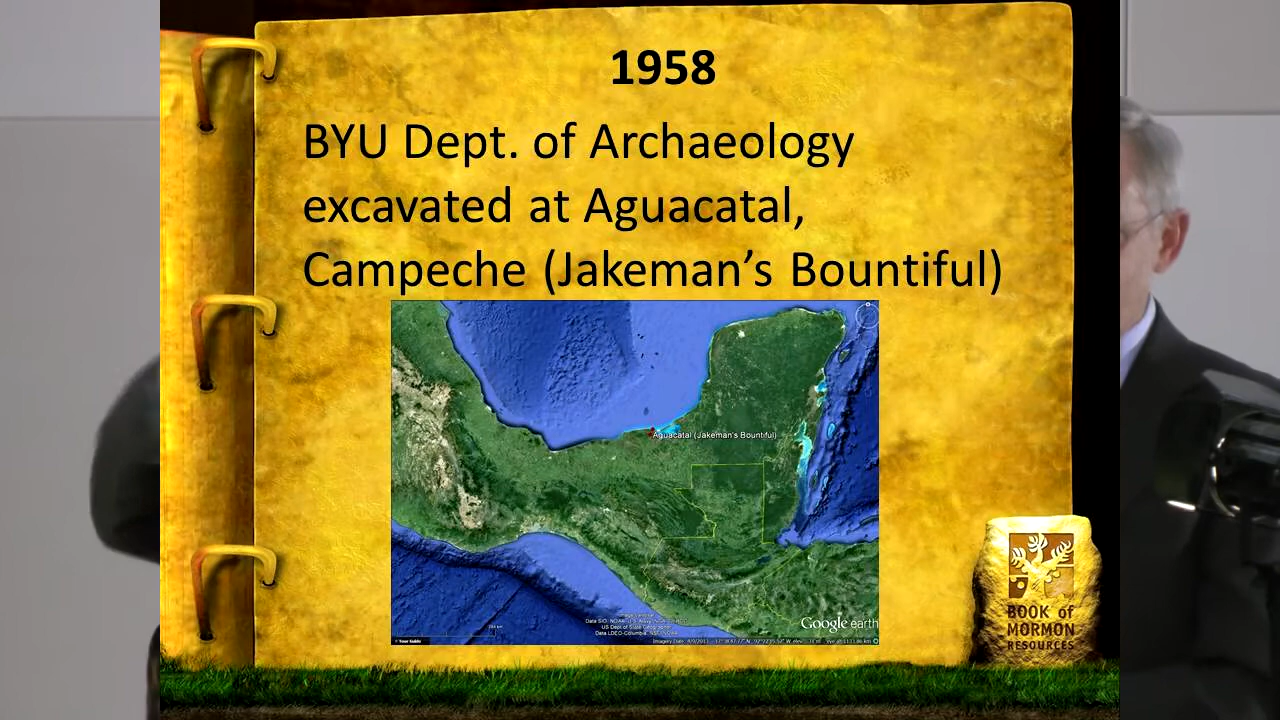 1958
BYU Dept. of Archaeology
excavated at Aguacatal,
Campeche (Jakeman’s Bountiful)
Aguacatal (Jakeman's Bountiful)
Google earth
BOOK of
MORMON
RESOURCES